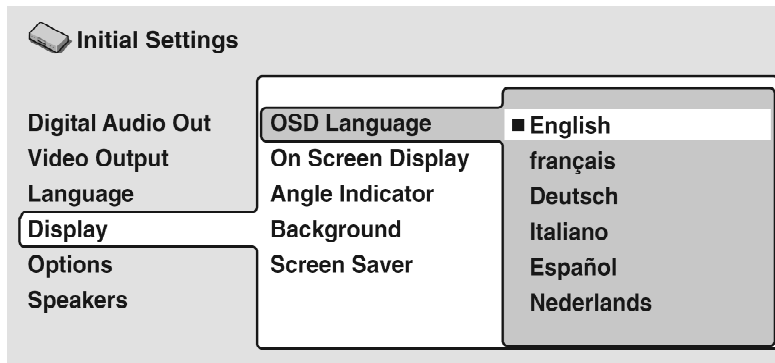 Initial Settings
Digital Audio Out
Video Output
Language
Display
Options
Speakers
OSD Language
On Screen Display
Angle Indicator
Background
Screen Saver
English
français
Deutsch
Italiano
Español
Nederlands